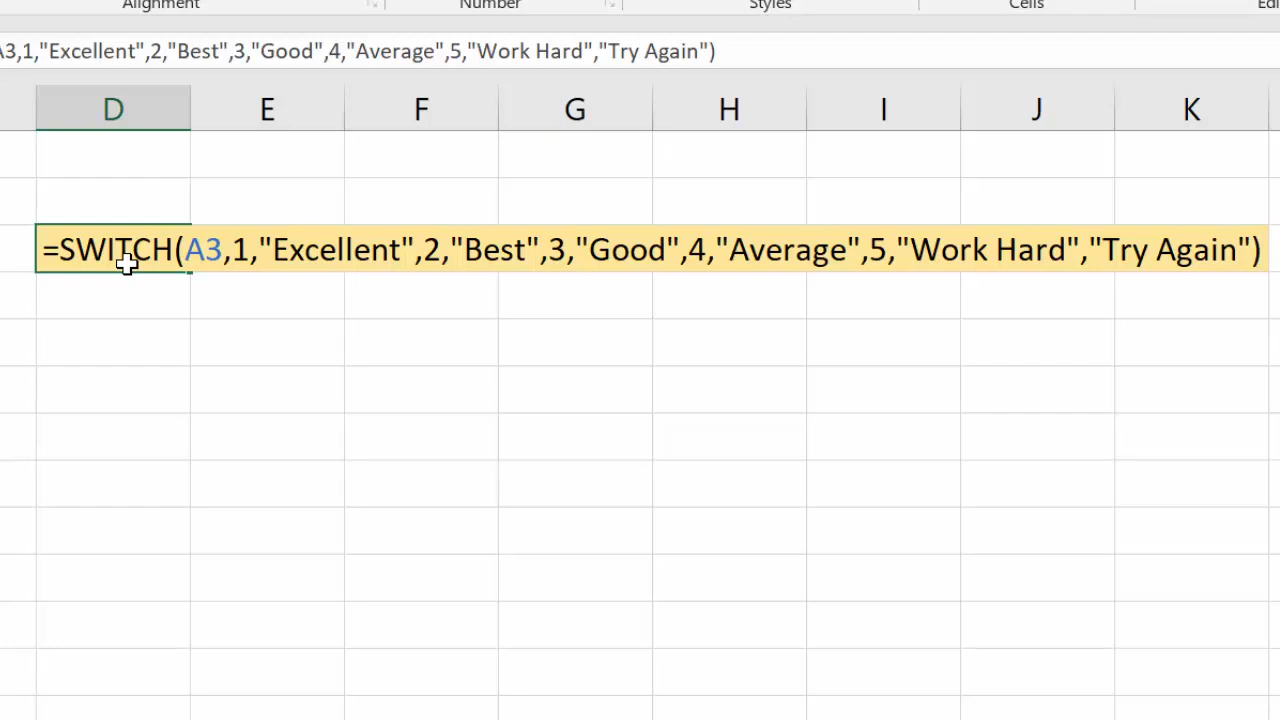 Alignment Number Styles Cells
A3,1,"Excellent",2,"Best",3,"Good",4,"Average",5,"Work Hard","Try Again")
D E F G H I J K
=SWITCH(A3,1,"Excellent",2,"Best",3,"Good",4,"Average",5,"Work Hard","Try Again")